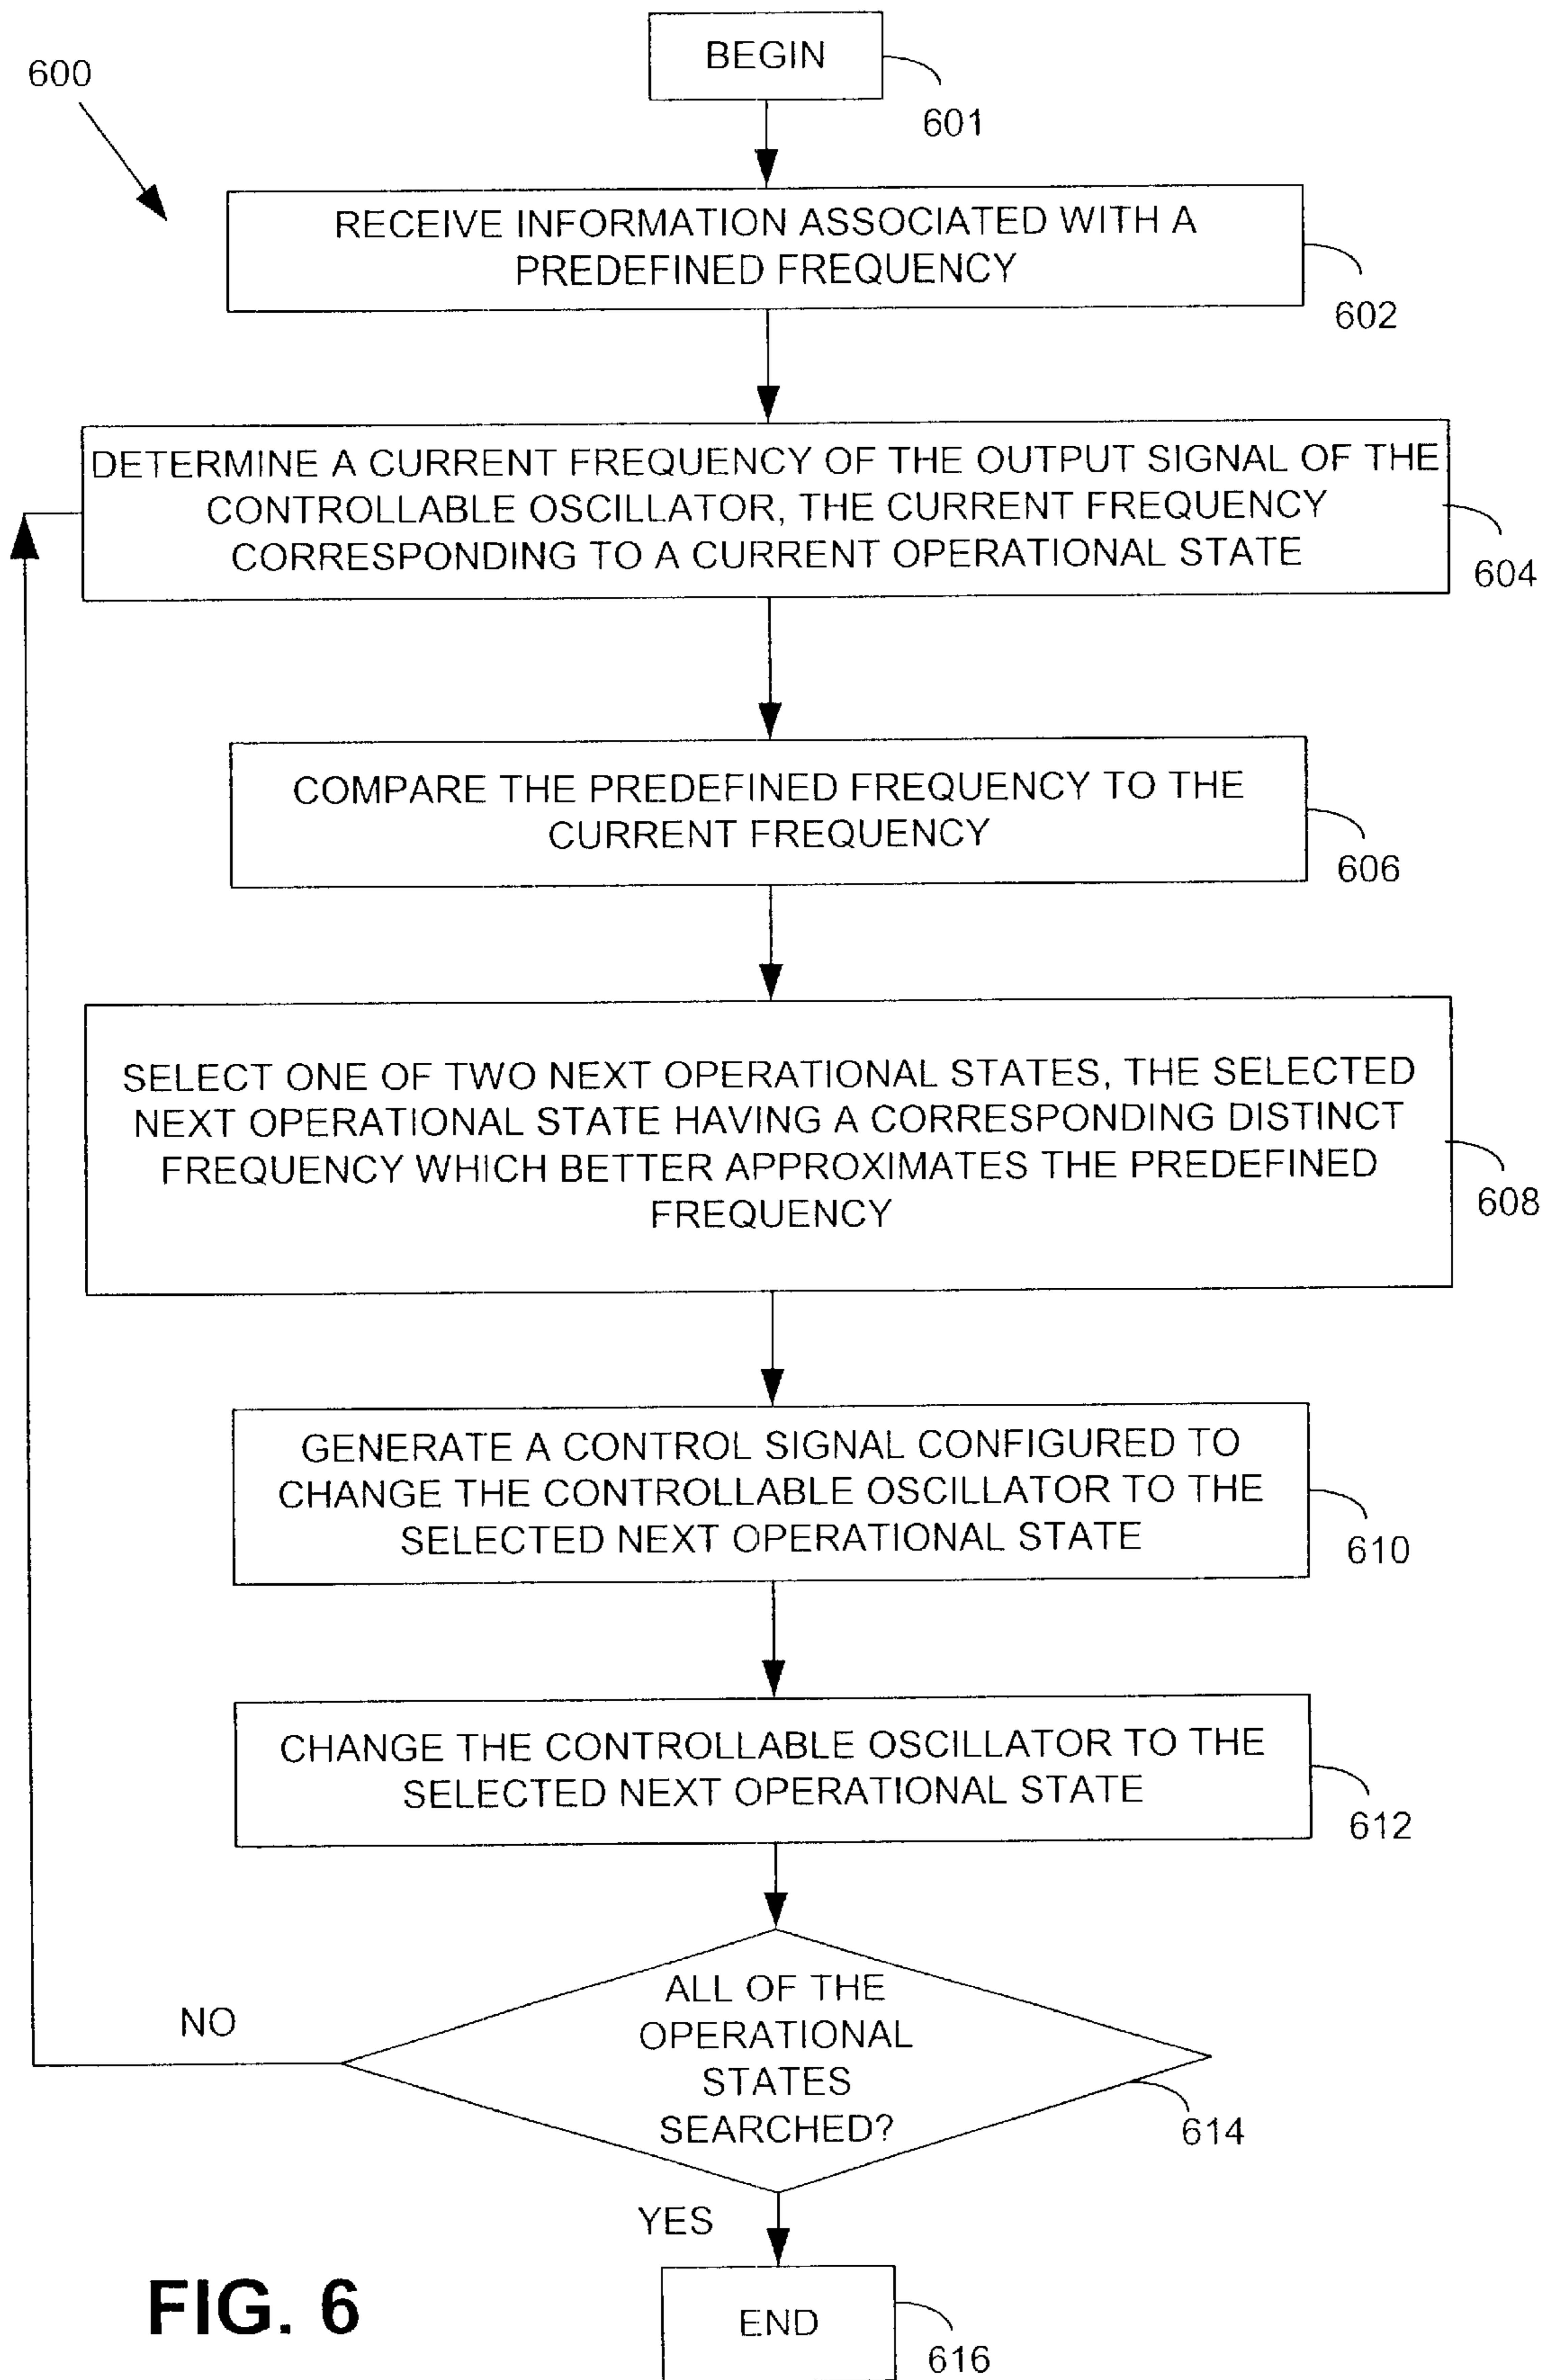 BEGIN
600
601
RECEIVE INFORMATION ASSOCIATED WITH A
PREDEFINED FREQUENCY
602
DETERMINE A CURRENT FREQUENCY OF THE OUTPUT SIGNAL OF THE
CONTROLLABLE OSCILLATOR, THE CURRENT FREQUENCY
CORRESPONDING TO A CURRENT OPERATIONAL STATE
604
COMPARE THE PREDEFINED FREQUENCY TO THE
CURRENT FREQUENCY
606
SELECT ONE OF TWO NEXT OPERATIONAL STATES, THE SELECTED
NEXT OPERATIONAL STATE HAVING A CORRESPONDING DISTINCT
FREQUENCY WHICH BETTER APPROXIMATES THE PREDEFINED
FREQUENCY
608
GENERATE A CONTROL SIGNAL CONFIGURED TO
CHANGE THE CONTROLLABLE OSCILLATOR TO THE
SELECTED NEXT OPERATIONAL STATE
610
CHANGE THE CONTROLLABLE OSCILLATOR TO THE
SELECTED NEXT OPERATIONAL STATE
612
ALL OF THE
OPERATIONAL
STATES
SEARCHED?
NO
614
YES
END
616
FIG. 6